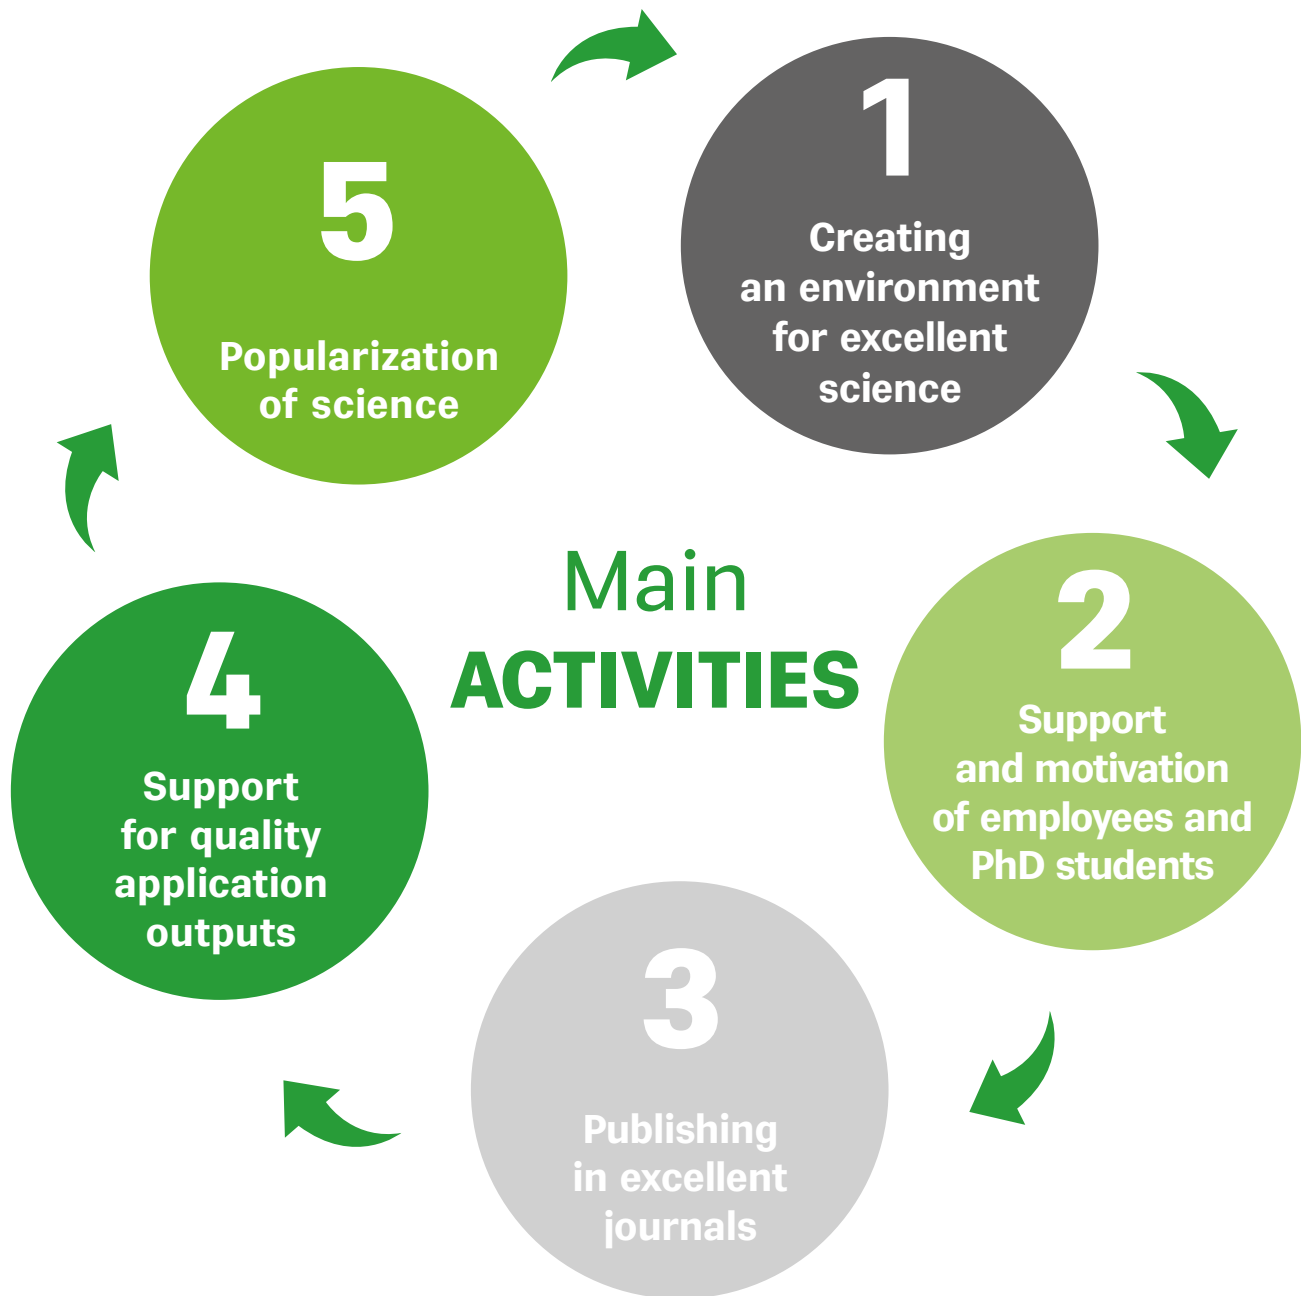 Main
ACTIVITIES
1
Creating
an environment
for excellent
science
2
Support
and motivation
of employees and
PhD students
3
Publishing
in excellent
journals
4
Support
for quality
application
outputs
5
Popularization
of science